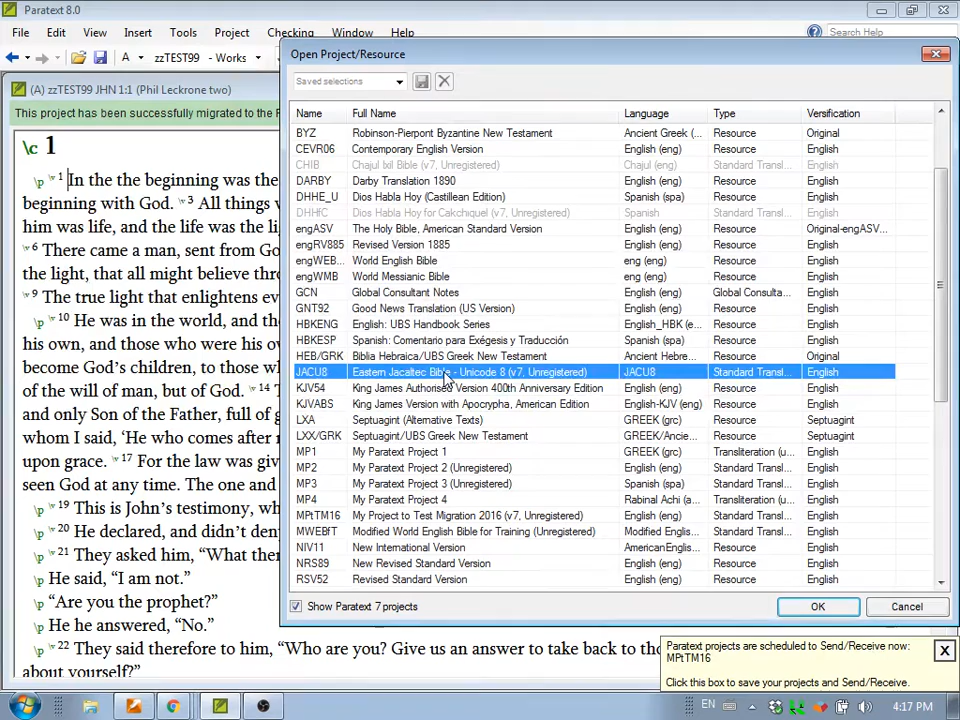 Paratext 8.0
File Edit View Insert Tools Project Checking Window Help
Search Help
A zzTEST99 - Works
(A) zzTEST99 JHN 1:1 (Phil Leckrone two)
This project has been successfully migrated to the
\c 1
\p 1 In the the beginning was the
beginning with God. 3 All things
him was life, and the life was the
6 There came a man, sent from Go
the light, that all might believe thr
9 The true light that enlightens ev
\p 10 He was in the world, and th
his own, and those who were his
become God's children, to those
of the will of man, but of God. 14
and only Son of the Father, full of
whom I said, 'He who comes after
upon grace. 17 For the law was giv
seen God at any time. The one and
\p 19 This is John's testimony, wh
\p 20 He declared, and didn't den
\p 21 They asked him, "What ther
\p He said, "I am not."
\p "Are you the prophet?"
\p He he answered, "No."
\p 22 They said therefore to him, "Who are you? Give us an answer to take back to tho
about yourself?"
Open Project/Resource
Saved selections
Name Full Name Language Type Versification
BYZ Robinson-Pierpont Byzantine New Testament Ancient Greek (... Resource Original
CEVR06 Contemporary English Version English (eng) Resource English
CHIB Chajul Ixil Bible (v7, Unregistered) Chajul (eng) Standard Transl... English
DARBY Darby Translation 1890 English (eng) Resource English
DHHE_U Dios Habla Hoy (Castillean Edition) Spanish (spa) Resource English
DHHfC Dios Habla Hoy for Cakchiquel (v7, Unregistered) Spanish Standard Transl... English
engASV The Holy Bible, American Standard Version English (eng) Resource Original-engASV...
engRV885 Revised Version 1885 English (eng) Resource English
engWEB... World English Bible eng (eng) Resource English
engWMB World Messianic Bible eng (eng) Resource English
GCN Global Consultant Notes English (eng) Global Consulta... English
GNT92 Good News Translation (US Version) English (eng) Resource English
HBKENG English: UBS Handbook Series English_HBK (e... Resource English
HBKESP Spanish: Comentario para Exégesis y Traducción Spanish (spa) Resource English
HEB/GRK Biblia Hebraica/UBS Greek New Testament Ancient Hebre... Resource Original
JACU8 Eastern Jacaltec Bible - Unicode 8 (v7, Unregistered) JACU8 Standard Transl... English
KJV54 King James Authorised Version 400th Anniversary Edition English (eng) Resource English
KJVABS King James Version with Apocrypha, American Edition English-KJV (eng) Resource English
LXA Septuagint (Alternative Texts) GREEK (grc) Resource Septuagint
LXX/GRK Septuagint/UBS Greek New Testament GREEK/Ancie... Resource Septuagint
MP1 My Paratext Project 1 GREEK (grc) Transliteration (u... English
MP2 My Paratext Project 2 (Unregistered) English (eng) Standard Transl... English
MP3 My Paratext Project 3 (Unregistered) Spanish (spa) Standard Transl... English
MP4 My Paratext Project 4 Rabinal Achi (a... Transliteration (u... English
MPtTM16 My Project to Test Migration 2016 (v7, Unregistered) English (eng) Standard Transl... English
MWEBfT Modified World English Bible for Training (Unregistered) Modified Englis... Standard Transl... English
NIV11 New International Version AmericanEnglis... Resource English
NRS89 New Revised Standard Version English (eng) Resource English
RSV52 Revised Standard Version English (eng) Resource English
Show Paratext 7 projects OK Cancel
Paratext projects are scheduled to Send/Receive now:
MPtTM16
X
Click this box to save your projects and Send/Receive.
EN
4:17 PM